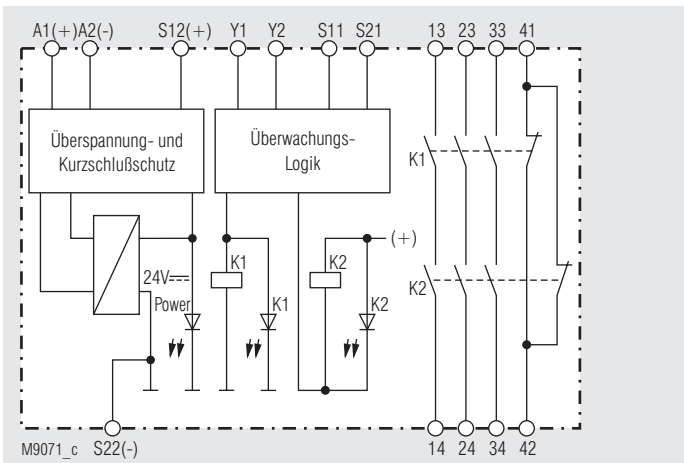 A1(+) A2(-) S12(+) Y1 Y2 S11 S21 13 23 33 41
Überspannung- und
Kurzschlußschutz
Überwachungs-
Logik
K1
(+)
K1
K2
24V
K2
Power
K1
K2
M9071_c S22(-) 14 24 34 42